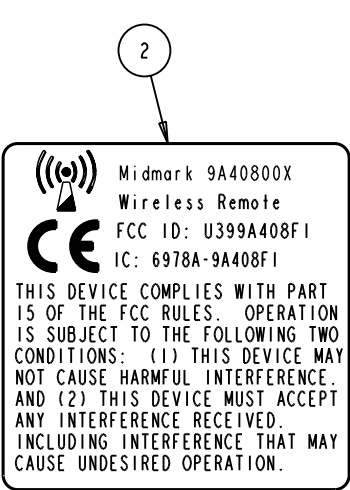 2
Midmark 9A40800X
Wireless Remote
CE
FCC ID: U399A408F1
IC: 6978A-9A408F1
THIS DEVICE COMPLIES WITH PART
15 OF THE FCC RULES. OPERATION
IS SUBJECT TO THE FOLLOWING TWO
CONDITIONS: (1) THIS DEVICE MAY
NOT CAUSE HARMFUL INTERFERENCE.
AND (2) THIS DEVICE MUST ACCEPT
ANY INTERFERENCE RECEIVED.
INCLUDING INTERFERENCE THAT MAY
CAUSE UNDESIRED OPERATION.